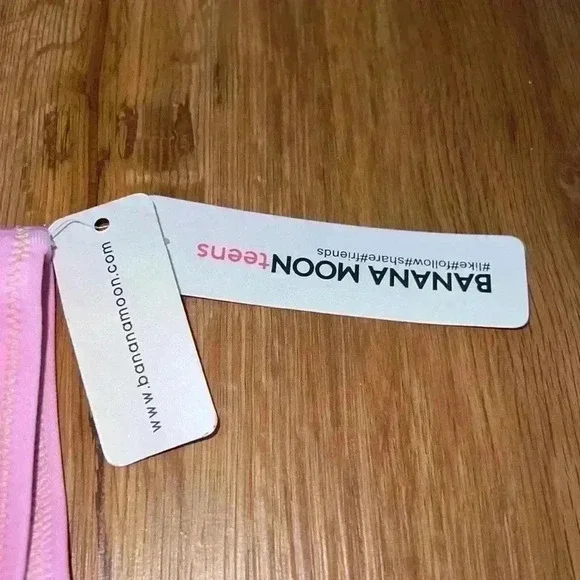 www.bananamoon.com
BANANA MOONteens
#like#follow#share#friends